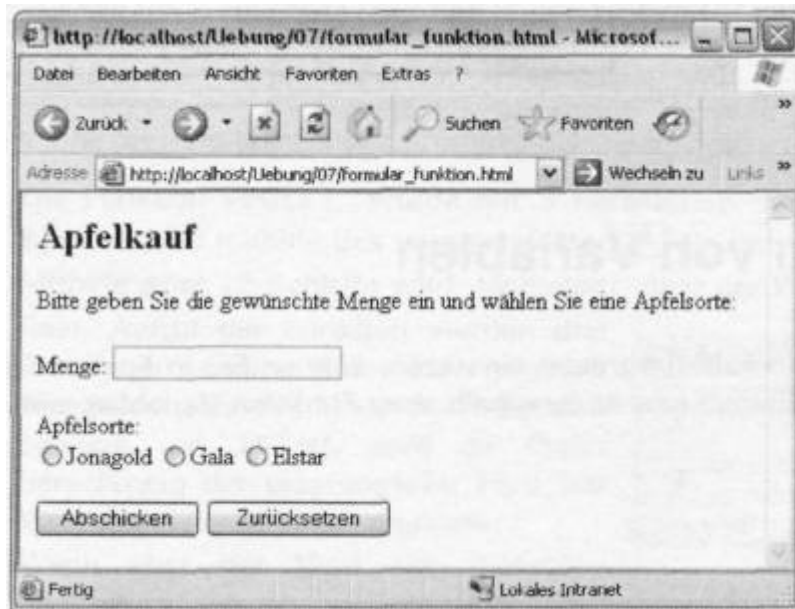 http://localhost/Uebung/07/formular_funktion.html - Microsof...
Datei Bearbeiten Ansicht Favoriten Extras ?
Zurück Suchen Favoriten »
Adresse http://localhost/Uebung/07/formular_funktion.html Wechseln zu Links »
Apfelkauf
Bitte geben Sie die gewünschte Menge ein und wählen Sie eine Apfelsorte:
Menge:
Apfelsorte:
Jonagold Gala Elstar
Abschicken Zurücksetzen
Fertig Lokales Intranet